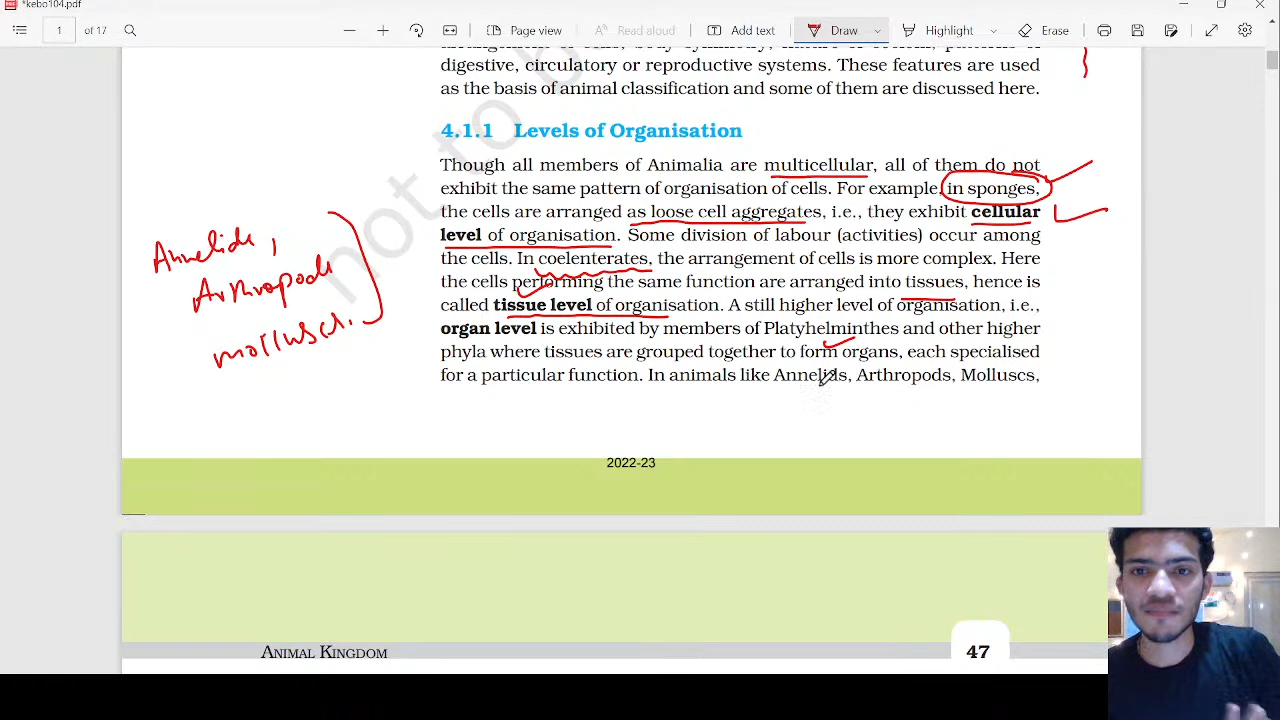 *kebo104.pdf
1 of 17
Page view
Read aloud
Add text
Draw
Highlight
Erase
digestive, circulatory or reproductive systems. These features are used
as the basis of animal classification and some of them are discussed here.
4.1.1 Levels of Organisation
Though all members of Animalia are multicellular, all of them do not
exhibit the same pattern of organisation of cells. For example, in sponges,
the cells are arranged as loose cell aggregates, i.e., they exhibit cellular
level of organisation. Some division of labour (activities) occur among
the cells. In coelenterates, the arrangement of cells is more complex. Here
the cells performing the same function are arranged into tissues, hence is
called tissue level of organisation. A still higher level of organisation, i.e.,
organ level is exhibited by members of Platyhelminthes and other higher
phyla where tissues are grouped together to form organs, each specialised
for a particular function. In animals like Annelids, Arthropods, Molluscs,
Annelids,
Arthropods
molluscs.
not to b
2022-23
ANIMAL KINGDOM
47